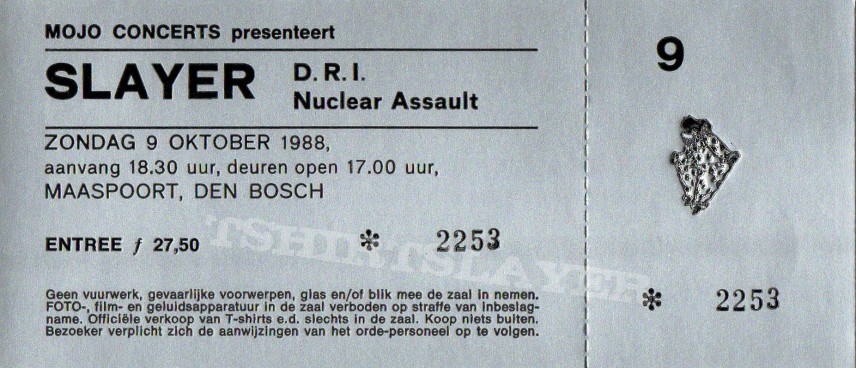 MOJO CONCERTS presenteert
SLAYER
D.R.I.
Nuclear Assault
ZONDAG 9 OKTOBER 1988,
aanvang 18.30 uur, deuren open 17.00 uur,
MAASPOORT, DEN BOSCH
ENTREE ƒ 27,50
* 2253
Geen vuurwerk, gevaarlijke voorwerpen, glas en/of blik mee de zaal in nemen.
FOTO-, film- en geluidsapparatuur in de zaal verboden op straffe van inbeslag-
name. Officiële verkoop van T-shirts e.d. slechts in de zaal. Koop niets buiten.
Bezoeker verplicht zich de aanwijzingen van het orde-personeel op te volgen.
9
* 2253
TSHIRTSLAYER